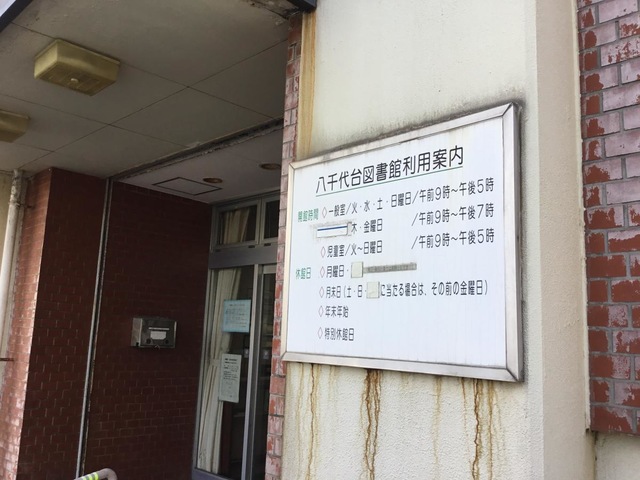 八千代台図書館利用案内
開館時間 ◇一般室/火・水・土・日曜日/午前9時～午後5時
木・金曜日 /午前9時～午後7時
◇児童室/火～日曜日 /午前9時～午後5時
休館日 ◇月曜日・
◇月末日(土・日・に当たる場合は、その前の金曜日)
◇年末年始
◇特別休館日